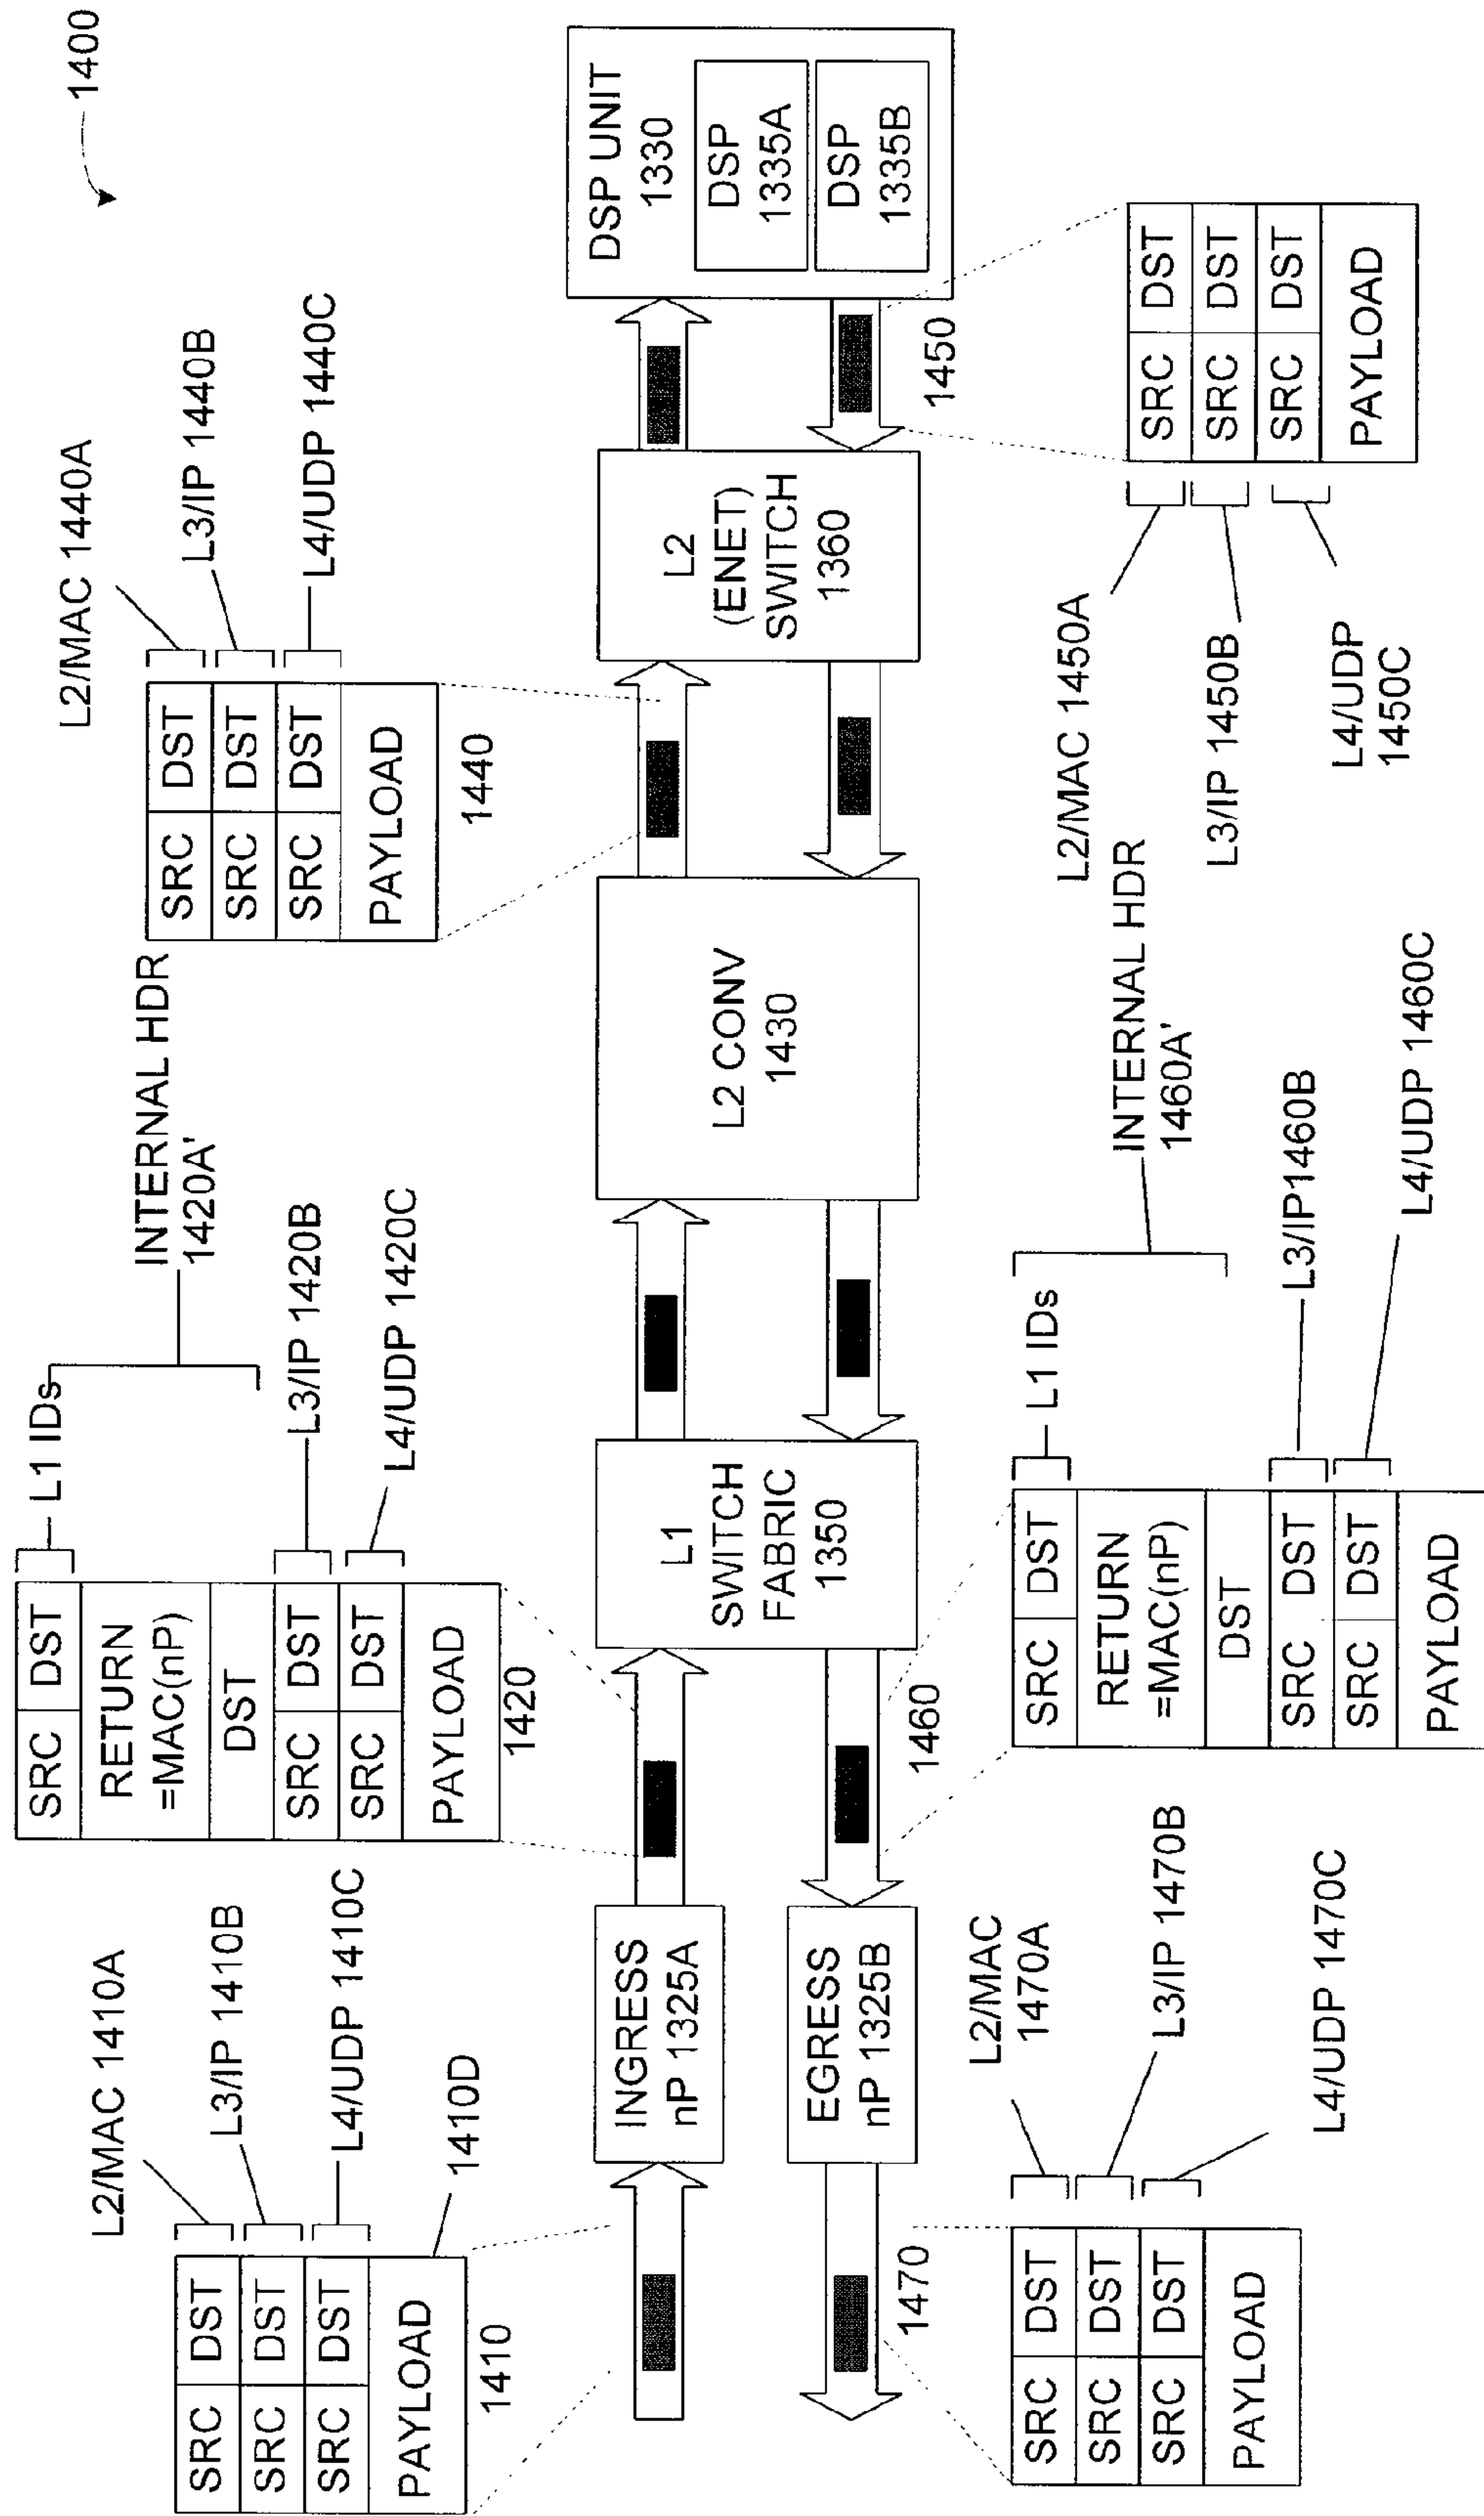 1400
L2/MAC 1410A
L3/IP 1410B
L4/UDP 1410C
1410D
SRC DST
SRC DST
SRC DST
PAYLOAD
1410
L1 IDs
INTERNAL HDR
1420A'
L3/IP 1420B
L4/UDP 1420C
SRC DST
RETURN
=MAC(nP)
DST
SRC DST
SRC DST
PAYLOAD
1420
L2/MAC 1440A
L3/IP 1440B
L4/UDP 1440C
SRC DST
SRC DST
SRC DST
PAYLOAD
1440
INGRESS
nP 1325A
EGRESS
nP 1325B
L1
SWITCH
FABRIC
1350
L2 CONV
1430
L2
(ENET)
SWITCH
1360
DSP UNIT
1330
DSP
1335A
DSP
1335B
1470
L2/MAC
1470A
L3/IP 1470B
L4/UDP 1470C
SRC DST
SRC DST
SRC DST
PAYLOAD
1460
L1 IDs
INTERNAL HDR
1460A'
L3/IP1460B
L4/UDP 1460C
SRC DST
RETURN
=MAC(nP)
DST
SRC DST
SRC DST
PAYLOAD
1450
L2/MAC 1450A
L3/IP 1450B
L4/UDP
1450C
SRC DST
SRC DST
SRC DST
PAYLOAD